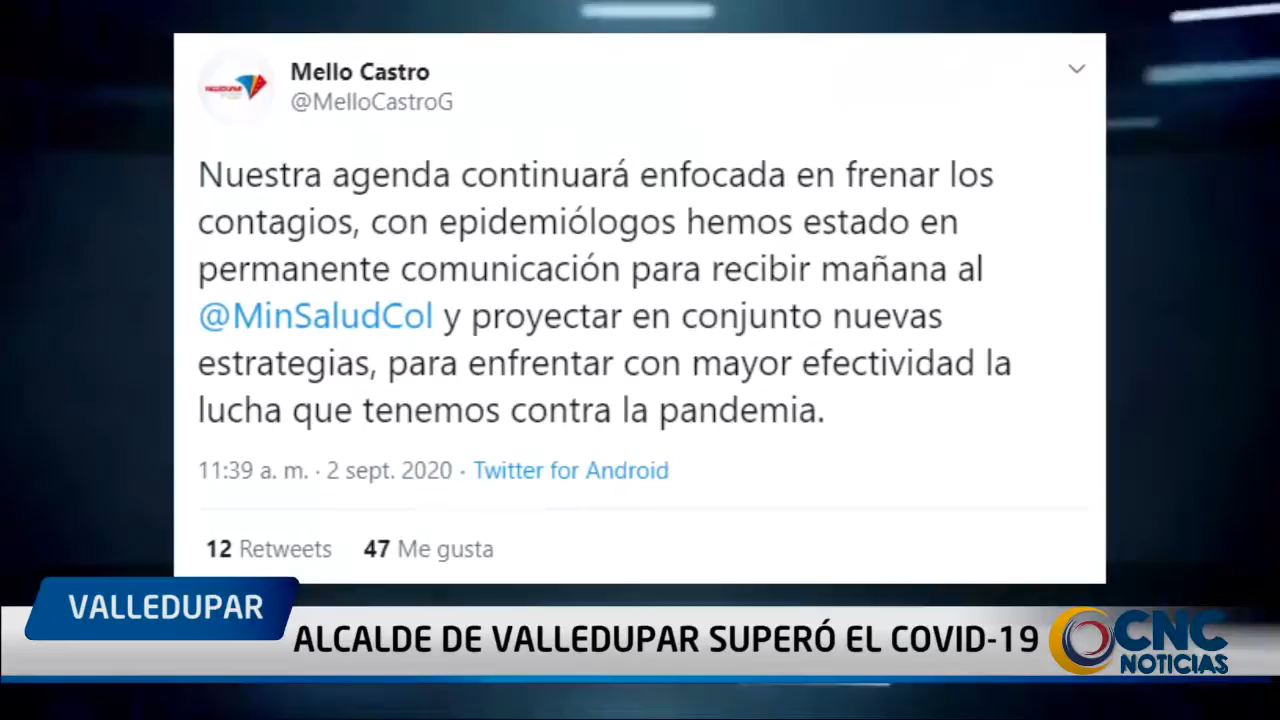 Mello Castro
@MelloCastroG
Nuestra agenda continuará enfocada en frenar los
contagios, con epidemiólogos hemos estado en
permanente comunicación para recibir mañana al
@MinSaludCol y proyectar en conjunto nuevas
estrategias, para enfrentar con mayor efectividad la
lucha que tenemos contra la pandemia.
11:39 a. m. · 2 sept. 2020 · Twitter for Android
12 Retweets 47 Me gusta
VALLEDUPAR
ALCALDE DE VALLEDUPAR SUPERÓ EL COVID-19
CNC
NOTICIAS